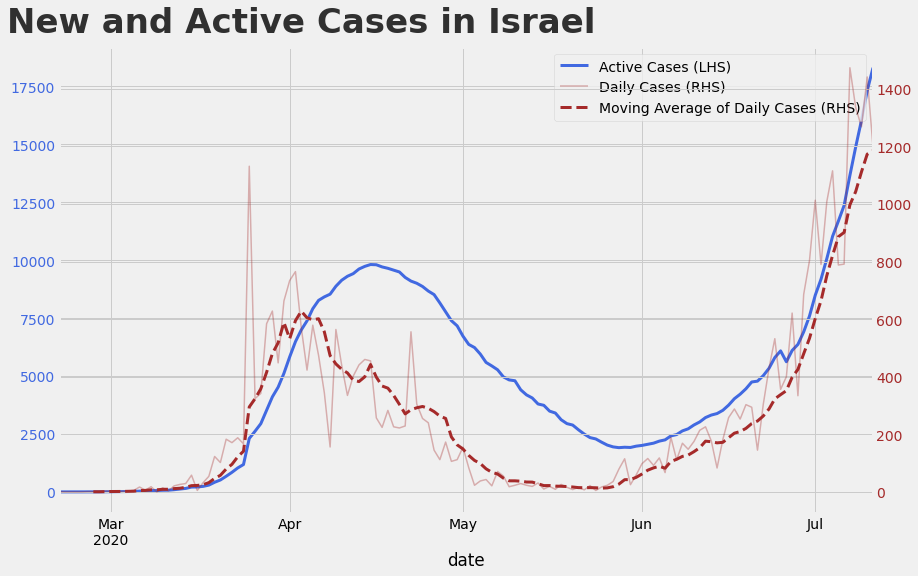 New and Active Cases in Israel
Active Cases (LHS)
Daily Cases (RHS)
Moving Average of Daily Cases (RHS)
17500
15000
12500
10000
7500
5000
2500
0
1400
1200
1000
800
600
400
200
0
Mar
2020
Apr
May
Jun
Jul
date